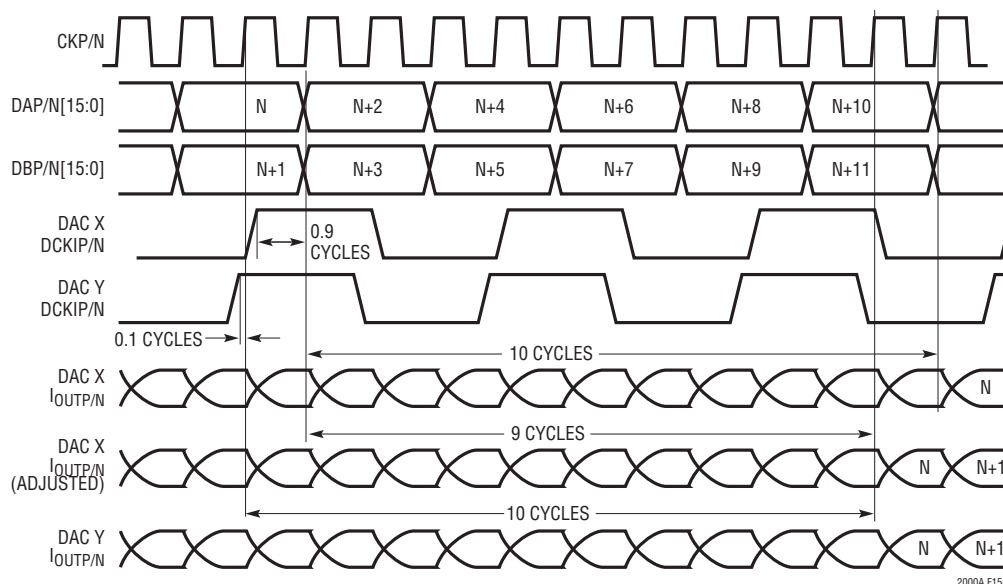 CKP/N
DAP/N[15:0]
N N+2 N+4 N+6 N+8 N+10
DBP/N[15:0]
N+1 N+3 N+5 N+7 N+9 N+11
DAC X
DCKIP/N
0.9
CYCLES
DAC Y
DCKIP/N
0.1 CYCLES
10 CYCLES
DAC X
IOUTP/N
N
9 CYCLES
DAC X
IOUTP/N
(ADJUSTED)
N N+1
10 CYCLES
DAC Y
IOUTP/N
N N+1
2000A F15